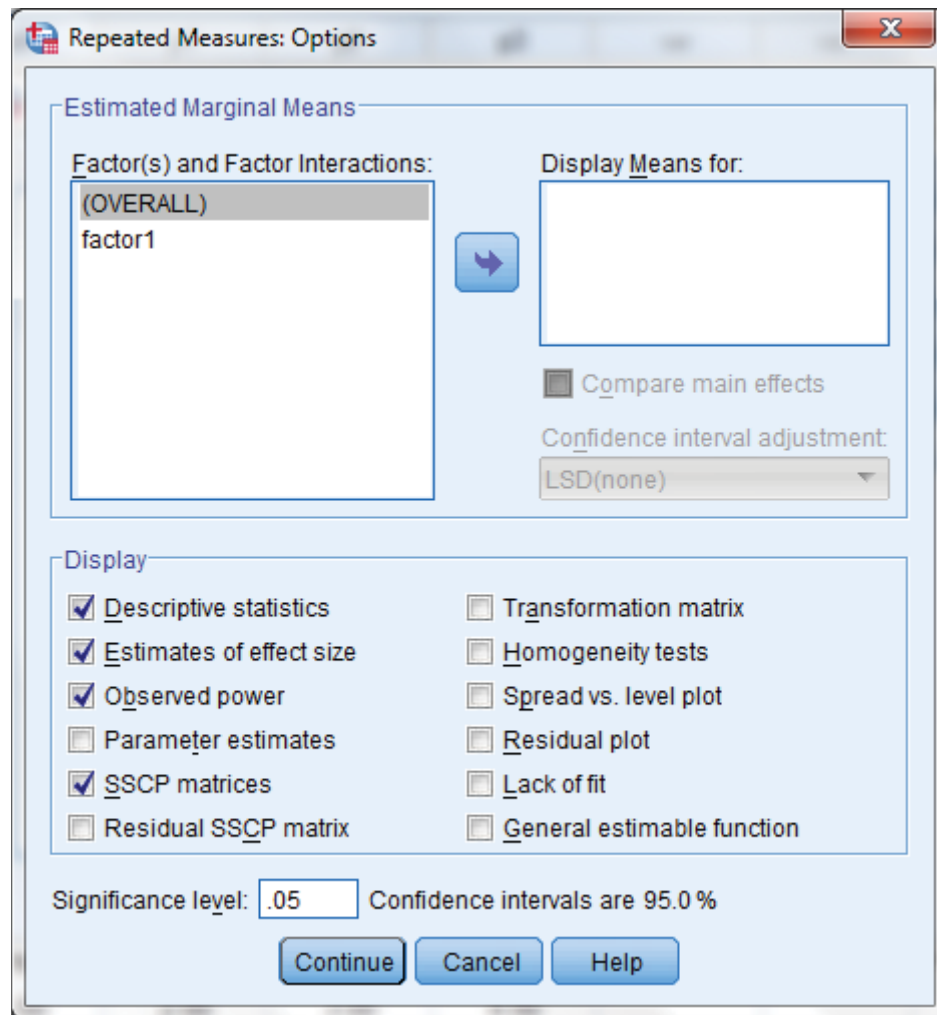 Repeated Measures: Options
Estimated Marginal Means
Factor(s) and Factor Interactions:
(OVERALL)
factor1
Display Means for:
Compare main effects
Confidence interval adjustment:
LSD(none)
Display
Descriptive statistics
Estimates of effect size
Observed power
Parameter estimates
SSCP matrices
Residual SSCP matrix
Transformation matrix
Homogeneity tests
Spread vs. level plot
Residual plot
Lack of fit
General estimable function
Significance level: .05 Confidence intervals are 95.0 %
Continue Cancel Help